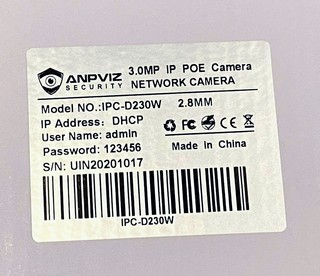 ANPVIZ
SECURITY
3.0MP IP POE Camera
NETWORK CAMERA
Model NO.:IPC-D230W 2.8MM
IP Address: DHCP
User Name: admin
Password: 123456
Made in China
S/N: UIN20201017
IPC-D230W